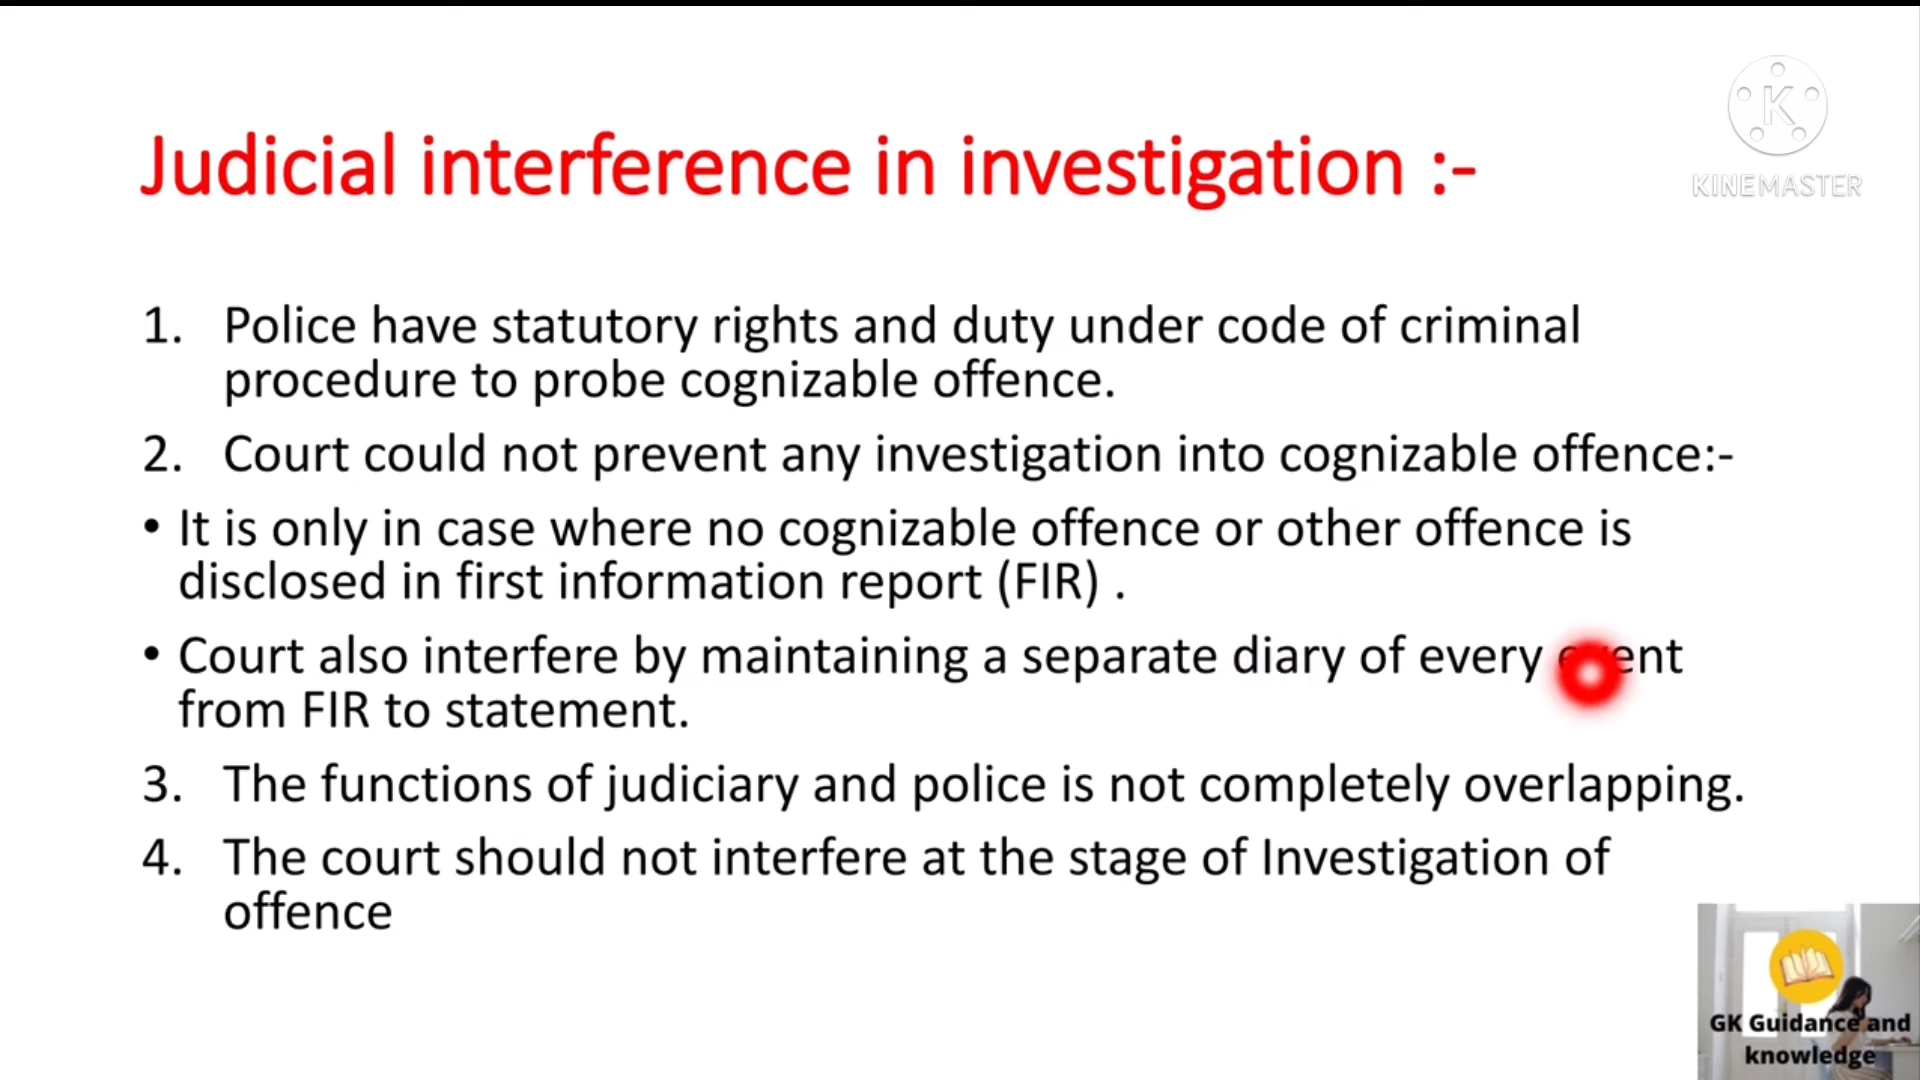 K
KINEMASTER
Judicial interference in investigation :-
1. Police have statutory rights and duty under code of criminal
procedure to probe cognizable offence.
2. Court could not prevent any investigation into cognizable offence:-
• It is only in case where no cognizable offence or other offence is
disclosed in first information report (FIR) .
• Court also interfere by maintaining a separate diary of every event
from FIR to statement.
3. The functions of judiciary and police is not completely overlapping.
4. The court should not interfere at the stage of Investigation of
offence
GK Guidance and
knowledge